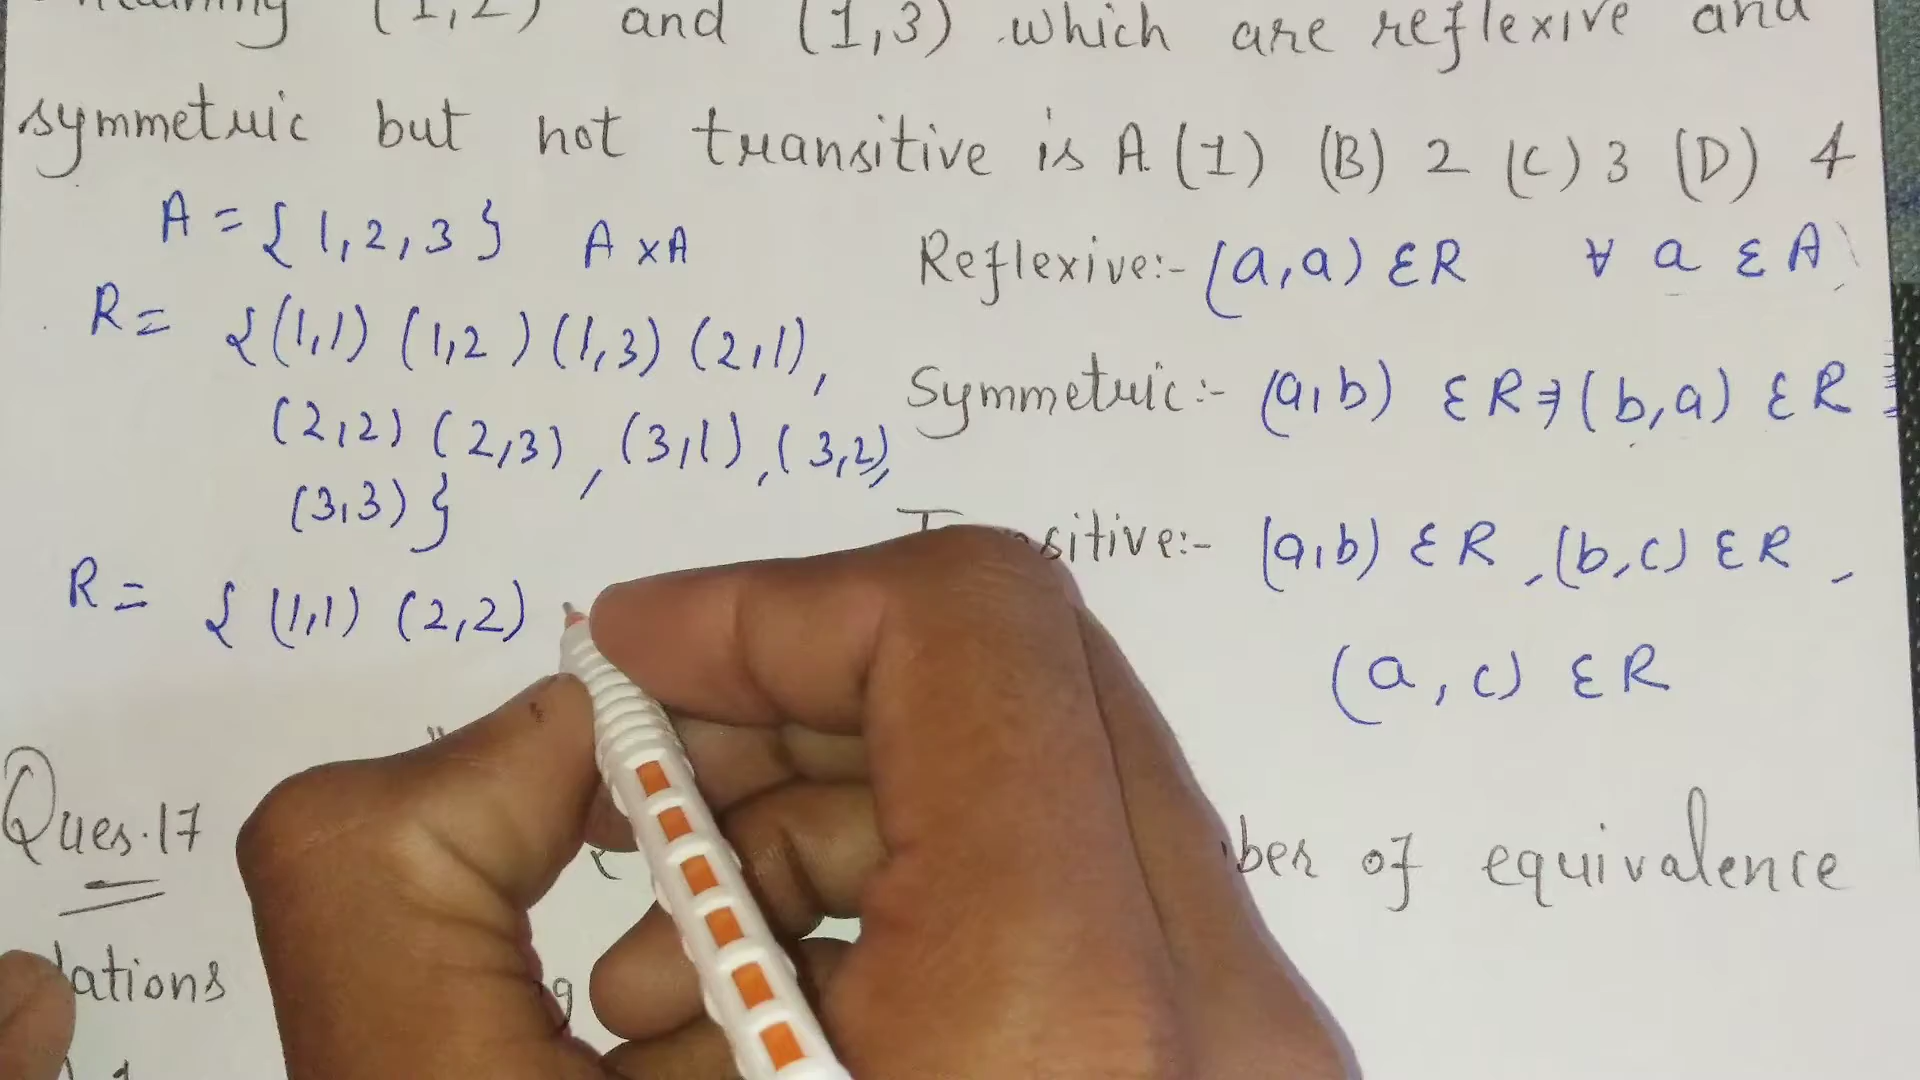 (1,2) and (1,3) which are reflexive and
symmetric but not transitive is A (1) (B) 2 (C) 3 (D) 4
A = { 1, 2, 3 } A × A
R = {(1,1) (1,2) (1,3) (2,1),
(2,2) (2,3), (3,1), (3,2),
(3,3) }
R = { (1,1) (2,2)
Reflexive:- (a,a) ∈ R ∀ a ∈ A
Symmetric:- (a,b) ∈ R ⇒ (b,a) ∈ R
sitive:- (a,b) ∈ R, (b,c) ∈ R,
(a,c) ∈ R
Ques.17 ber of equivalence
lations